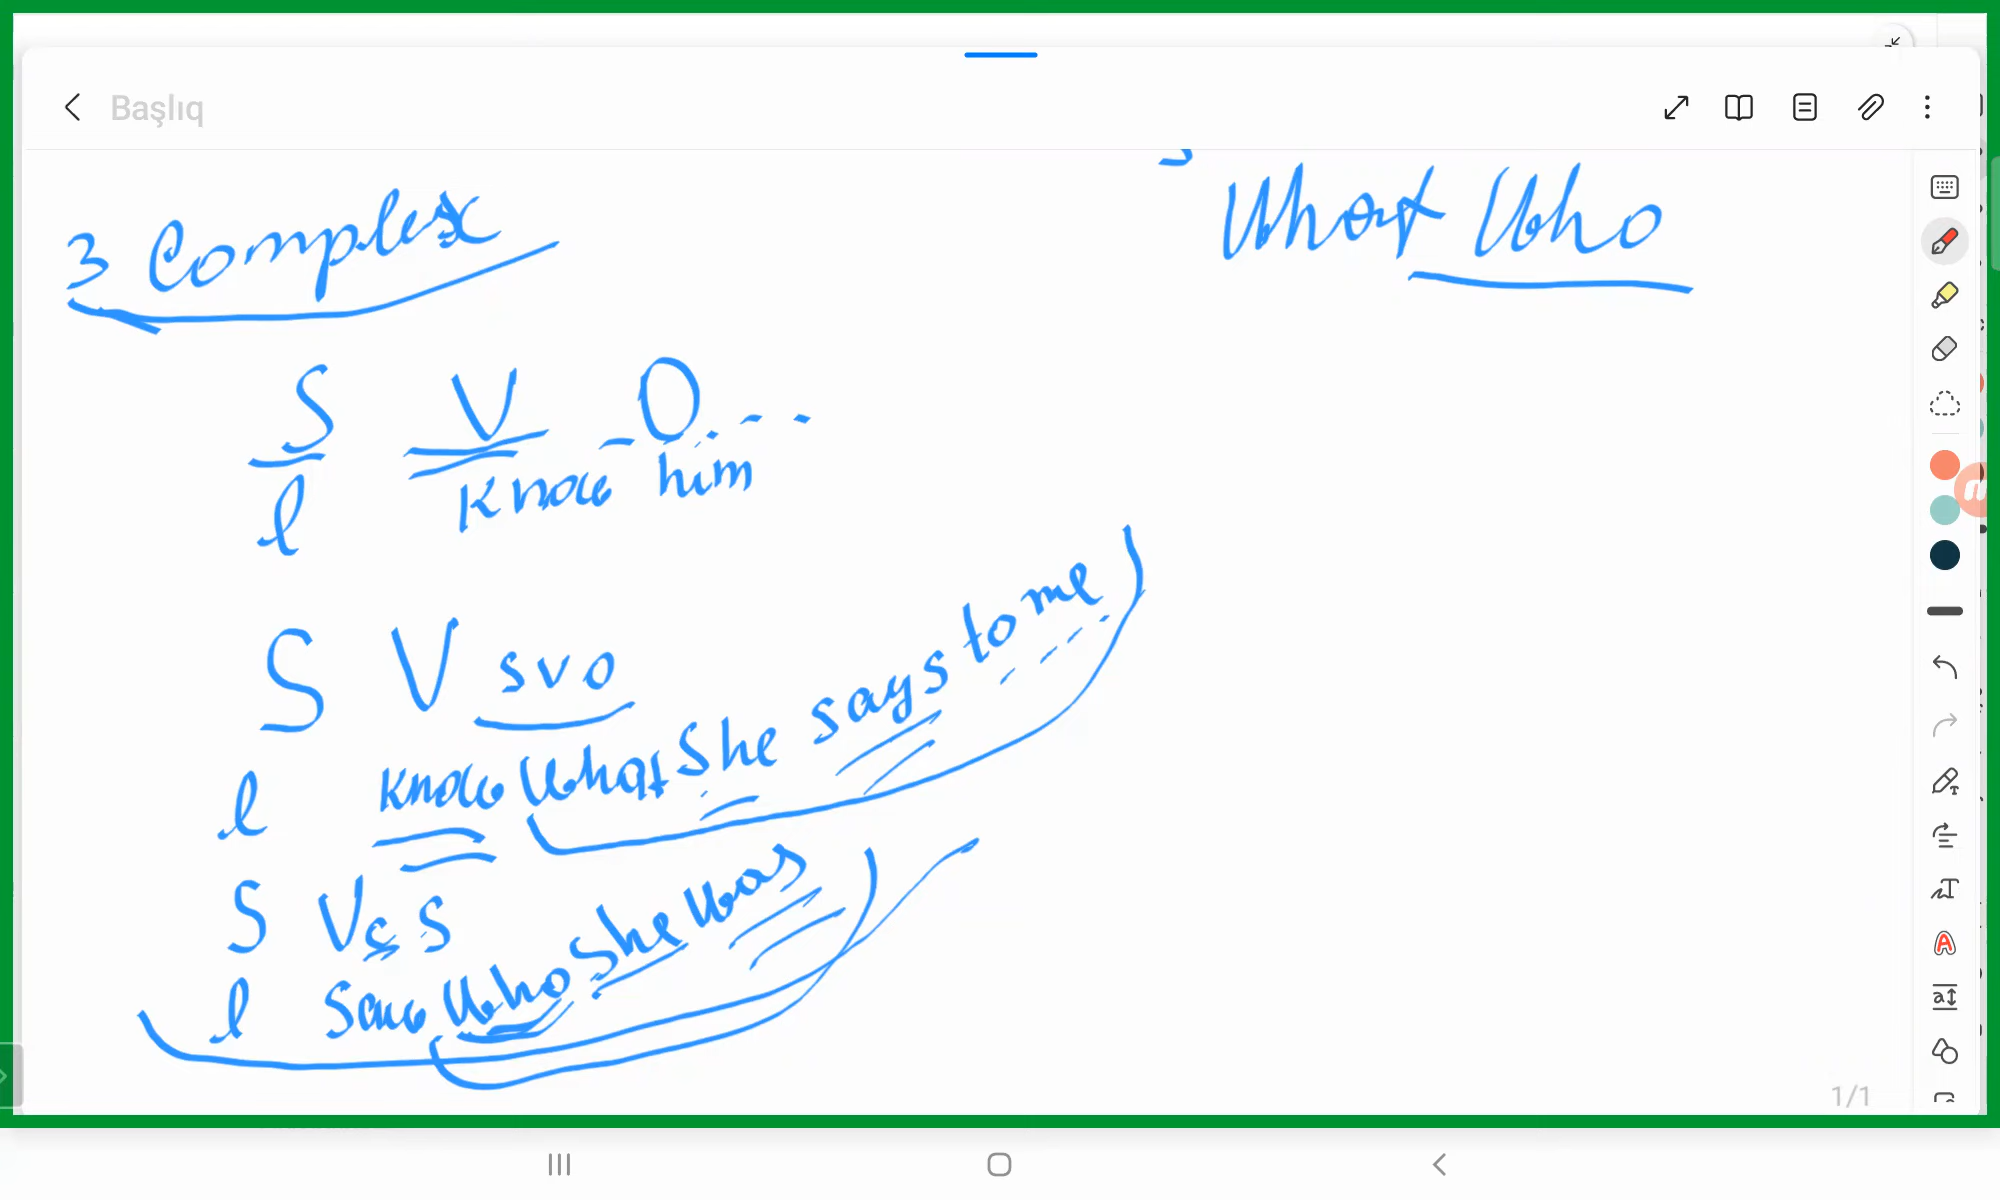 Başlıq
What Who
3 Complex
S V O...
I know him
S V svo
I know what she says to me
S V s s
I saw who she was
1/1